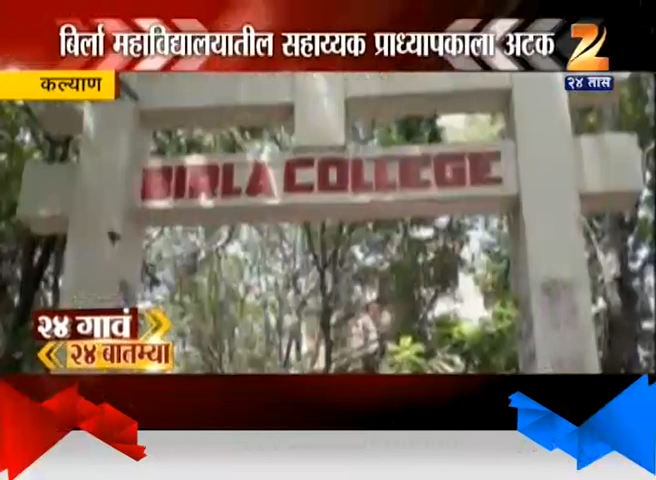 बिर्ला महाविद्यालयातील सहाय्यक प्राध्यापकाला अटक
२४ तास
कल्याण
BIRLA COLLEGE
२४ गावं
२४ बातम्या